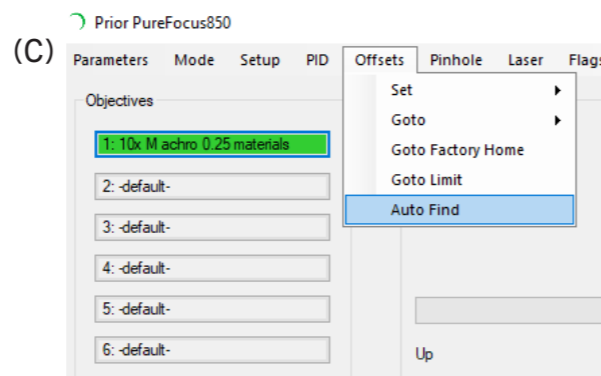 Prior PureFocus850
(C)
Parameters Mode Setup PID Offsets Pinhole Laser Flags
Objectives
Set
Goto
Goto Factory Home
Goto Limit
Auto Find
1: 10x M achro 0.25 materials
2: -default-
3: -default-
4: -default-
5: -default-
6: -default-
Up